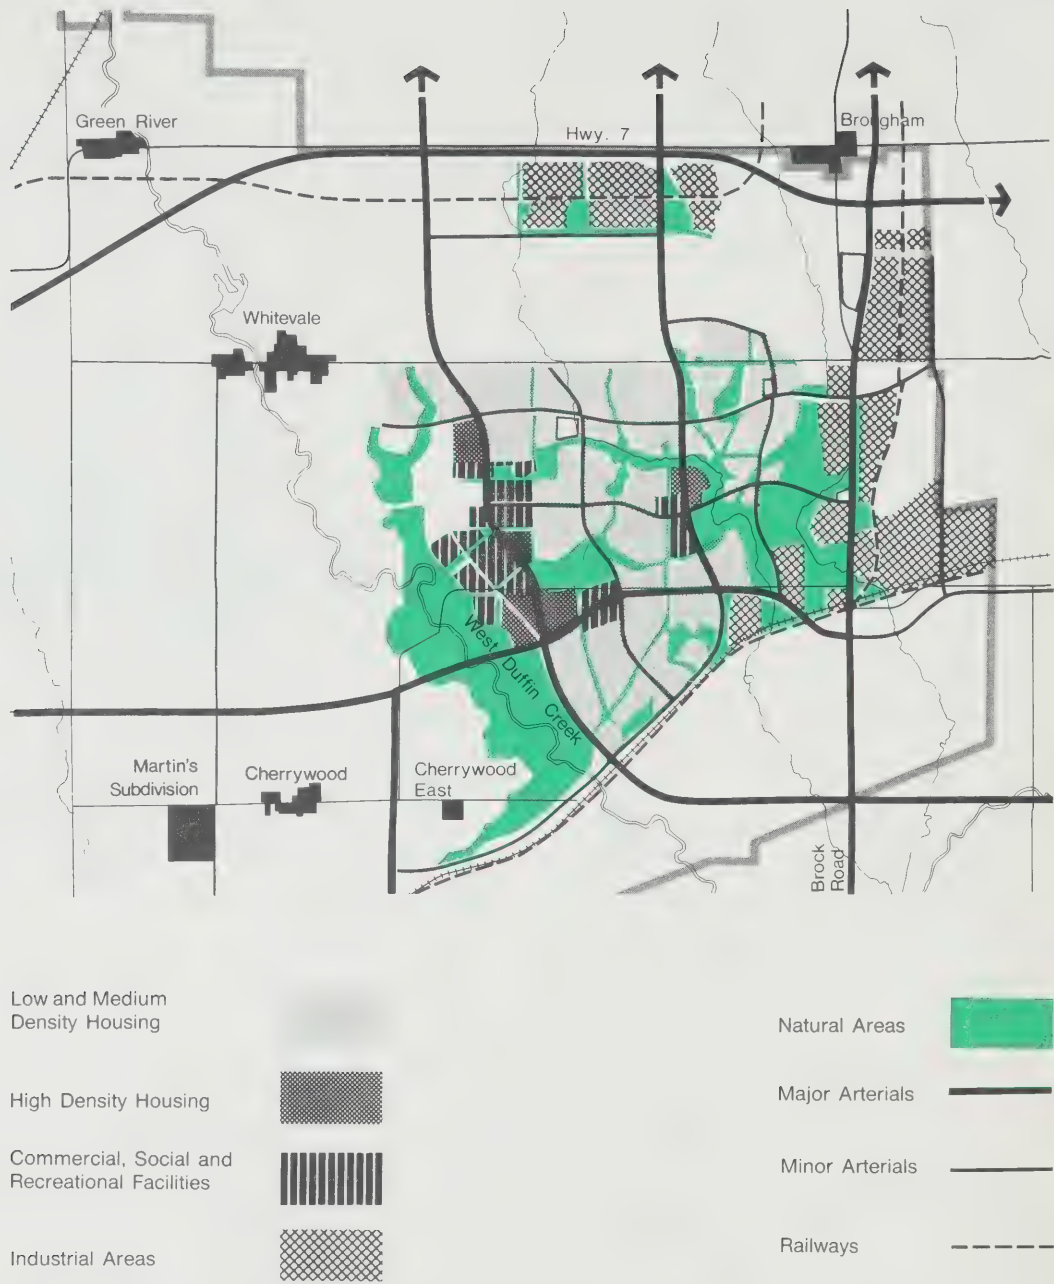 Green River
Hwy. 7
Brougham
Whitevale
West Duffin Creek
Martin's
Subdivision
Cherrywood
Cherrywood
East
Brock
Road
Low and Medium
Density Housing
High Density Housing
Commercial, Social and
Recreational Facilities
Industrial Areas
Natural Areas
Major Arterials
Minor Arterials
Railways